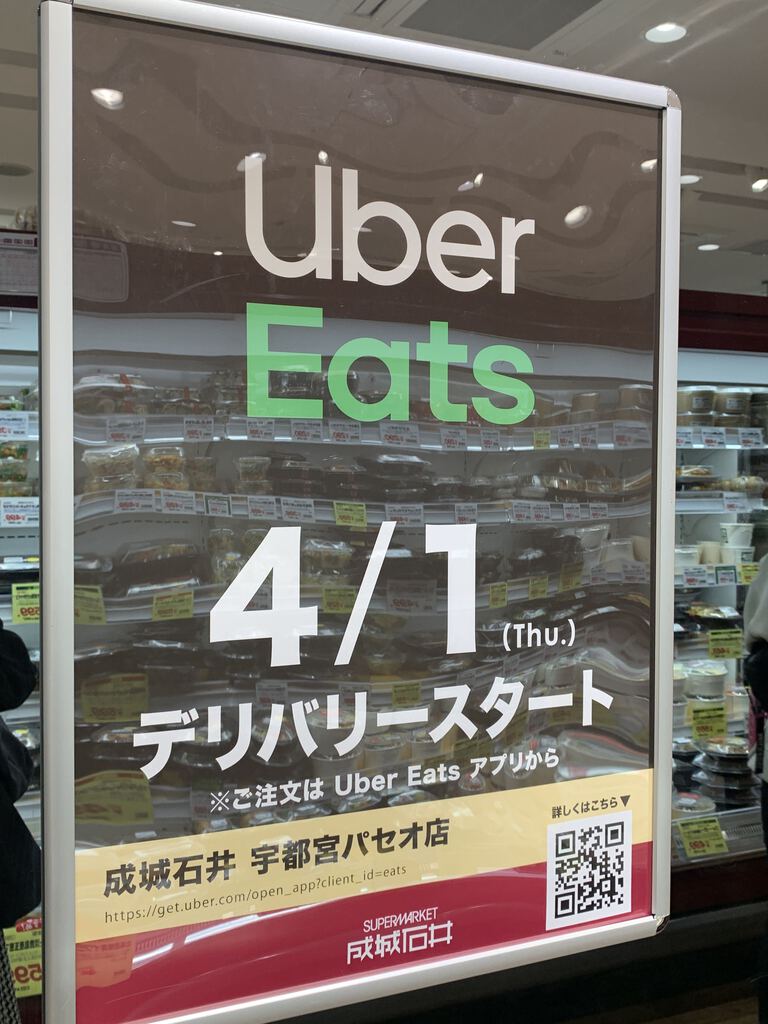 Uber
Eats
4/1 (Thu.)
デリバリースタート
※ご注文は Uber Eats アプリから
詳しくはこちら▼
成城石井 宇都宮パセオ店
https://get.uber.com/open_app?client_id=eats
SUPERMARKET
成城石井